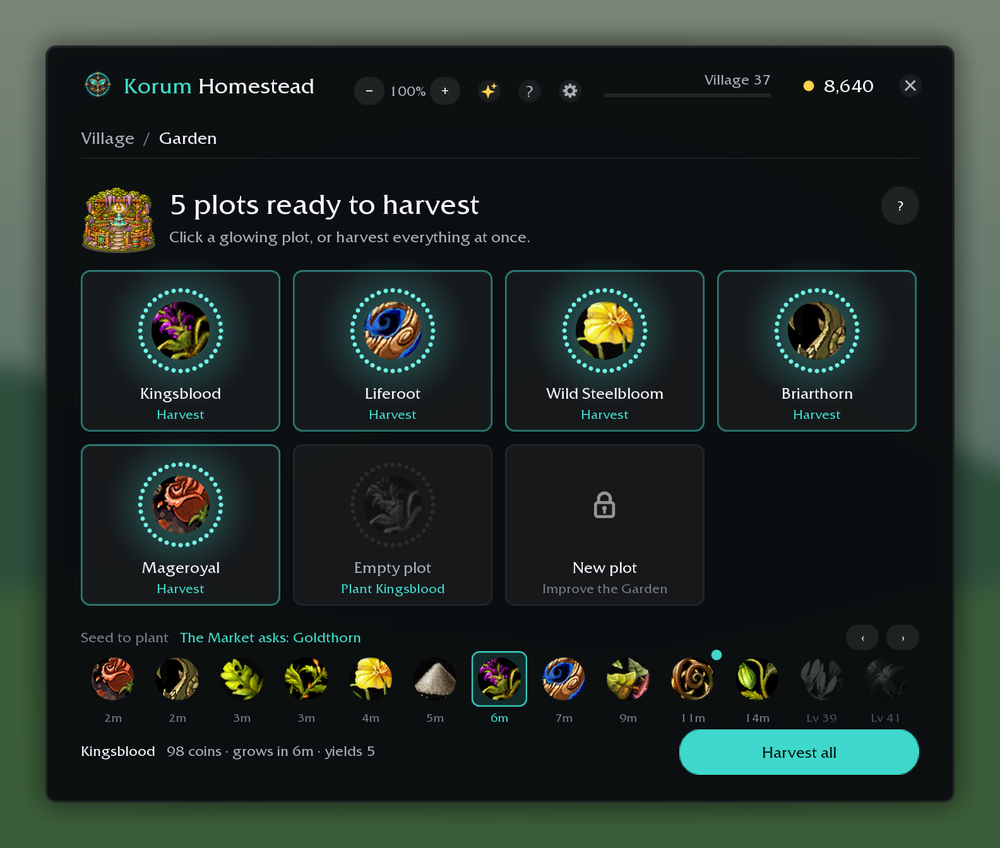 Korum Homestead
− 100% +
?
Village 37
8,640
Village / Garden
5 plots ready to harvest
Click a glowing plot, or harvest everything at once.
?
Kingsblood
Harvest
Liferoot
Harvest
Wild Steelbloom
Harvest
Briarthorn
Harvest
Mageroyal
Harvest
Empty plot
Plant Kingsblood
New plot
Improve the Garden
Seed to plant The Market asks: Goldthorn
‹ ›
2m 2m 3m 3m 4m 5m 6m 7m 9m 11m 14m Lv 39 Lv 41
Kingsblood 98 coins · grows in 6m · yields 5
Harvest all